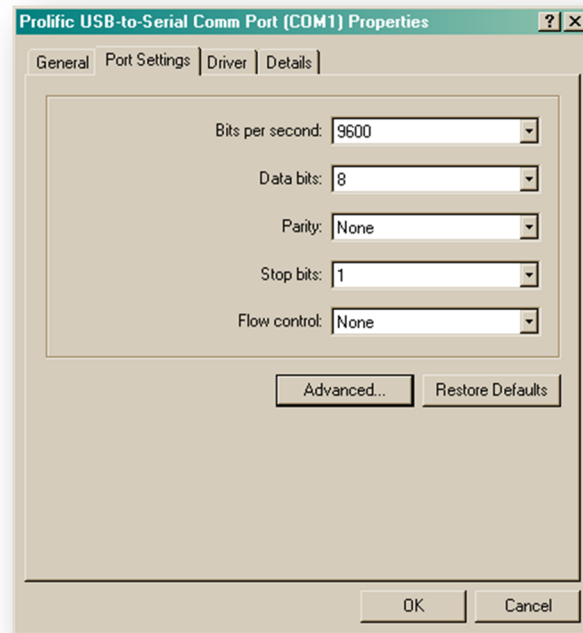 Prolific USB-to-Serial Comm Port (COM1) Properties
General Port Settings Driver Details
Bits per second: 9600
Data bits: 8
Parity: None
Stop bits: 1
Flow control: None
Advanced... Restore Defaults
OK Cancel